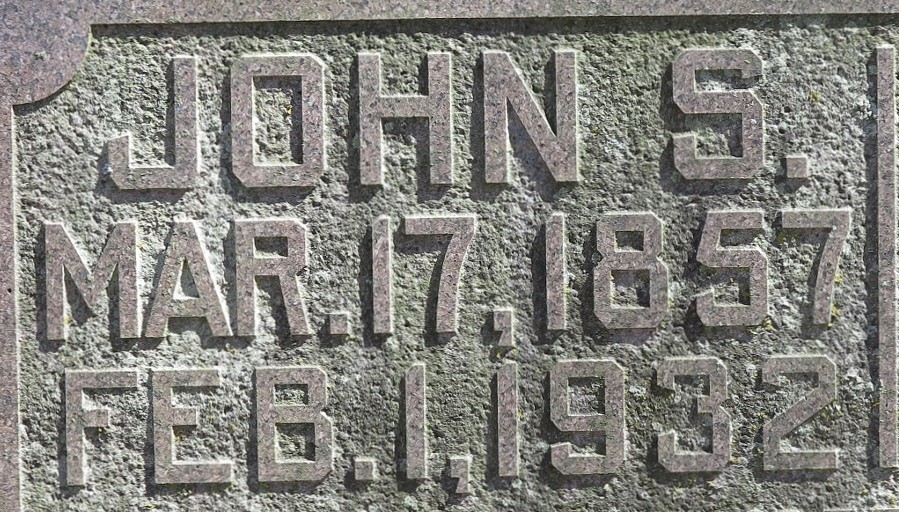 JOHN S.
MAR. 17, 1857
FEB. 1, 1932